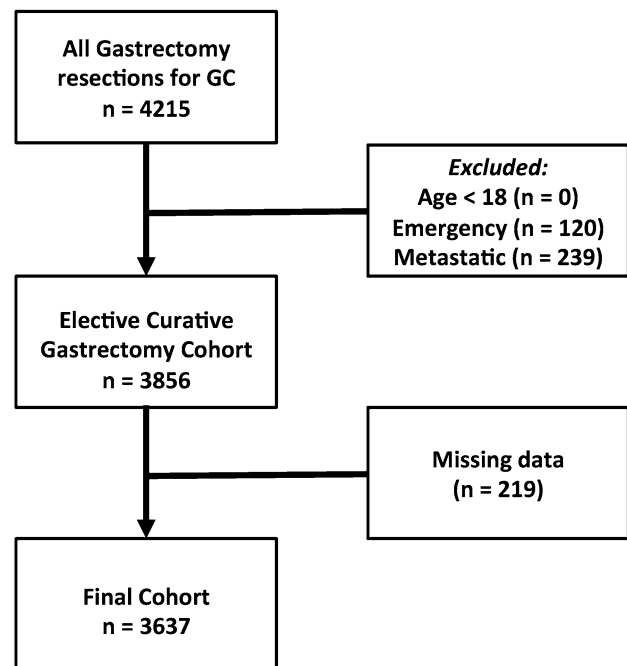 All Gastrectomy
resections for GC
n = 4215
Excluded:
Age < 18 (n = 0)
Emergency (n = 120)
Metastatic (n = 239)
Elective Curative
Gastrectomy Cohort
n = 3856
Missing data
(n = 219)
Final Cohort
n = 3637